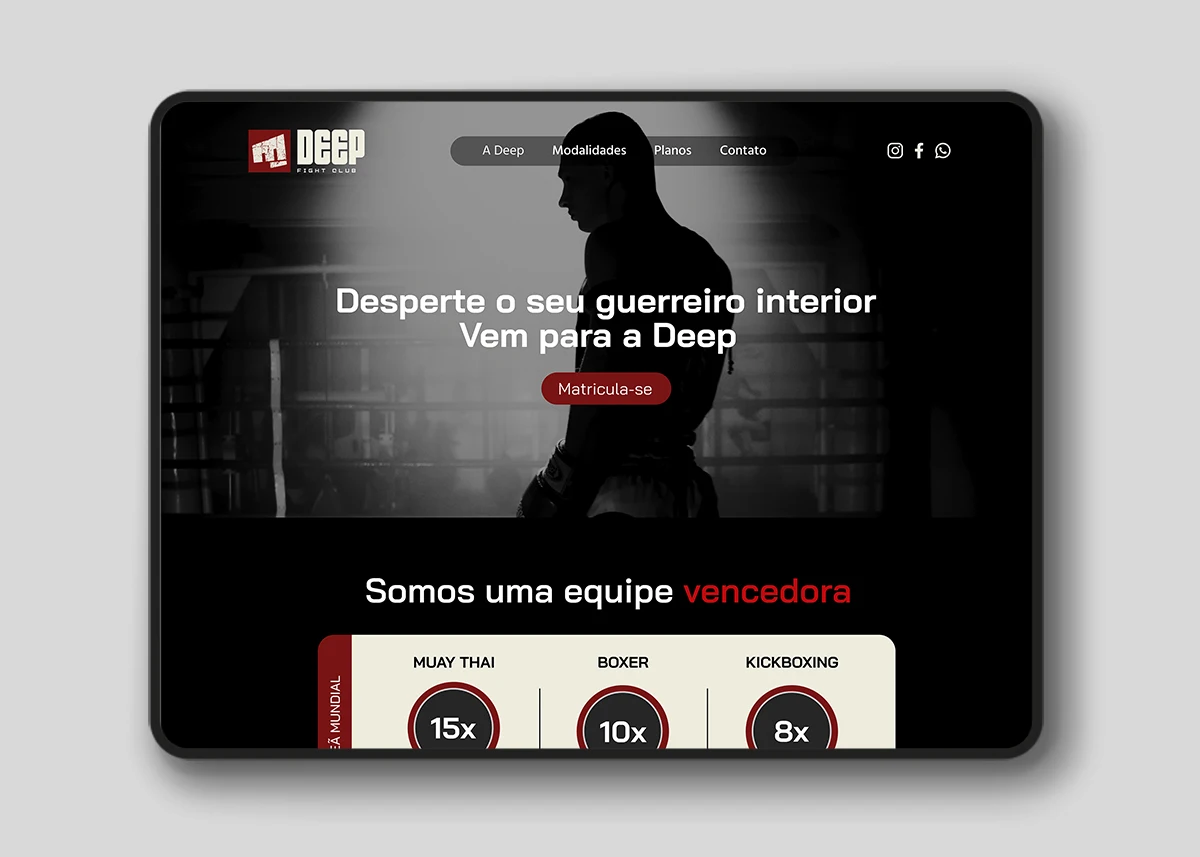 DEEP
FIGHT CLUB
A Deep Modalidades Planos Contato
Desperte o seu guerreiro interior
Vem para a Deep
Matricula-se
Somos uma equipe vencedora
MUAY THAI BOXER KICKBOXING
15x 10x 8x
MUNDIAL